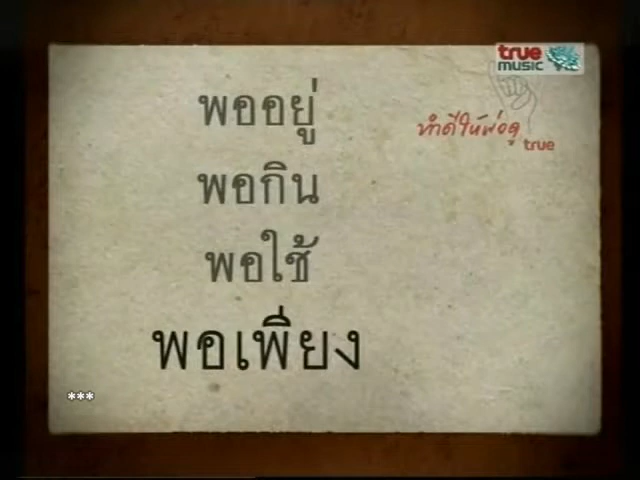 true
music
พออยู่
ทำดีให้พ่อดู
true
พอกิน
พอใช้
พอเพียง
***